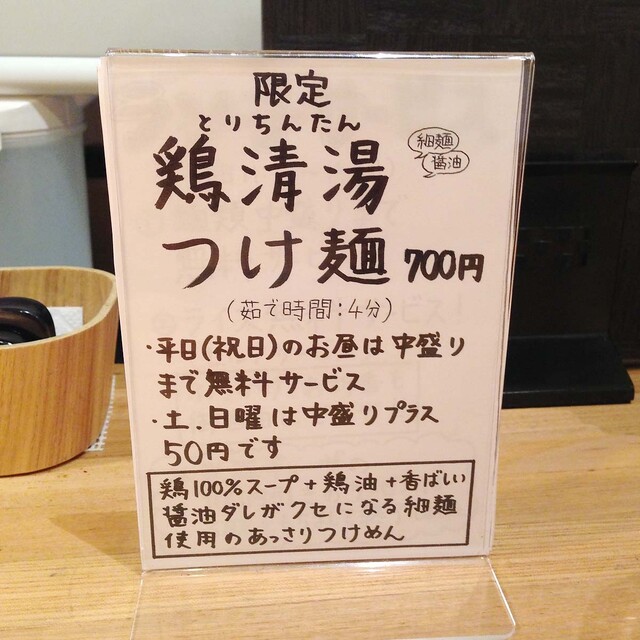 限定
とりちんたん
鶏清湯
細麺
醤油
つけ麺 700円
(茹で時間:4分)
・平日(祝日)のお昼は中盛り
まで無料サービス
・土.日曜は中盛りプラス
50円です
鶏100%スープ+鶏油+香ばい
醤油ダレがクセになる細麺
使用のあっさりつけめん